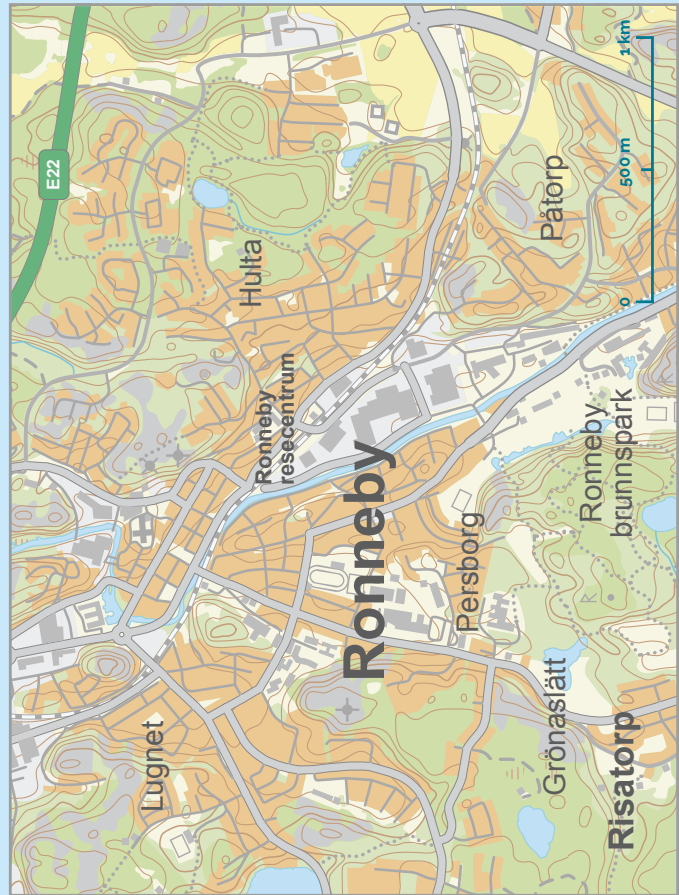 E22
Hulta
Påtorp
0
500 m
1 km
Ronneby
resecentrum
Ronneby
Persborg
Ronneby
brunnspark
R
Lugnet
Grönaslätt
Risatorp